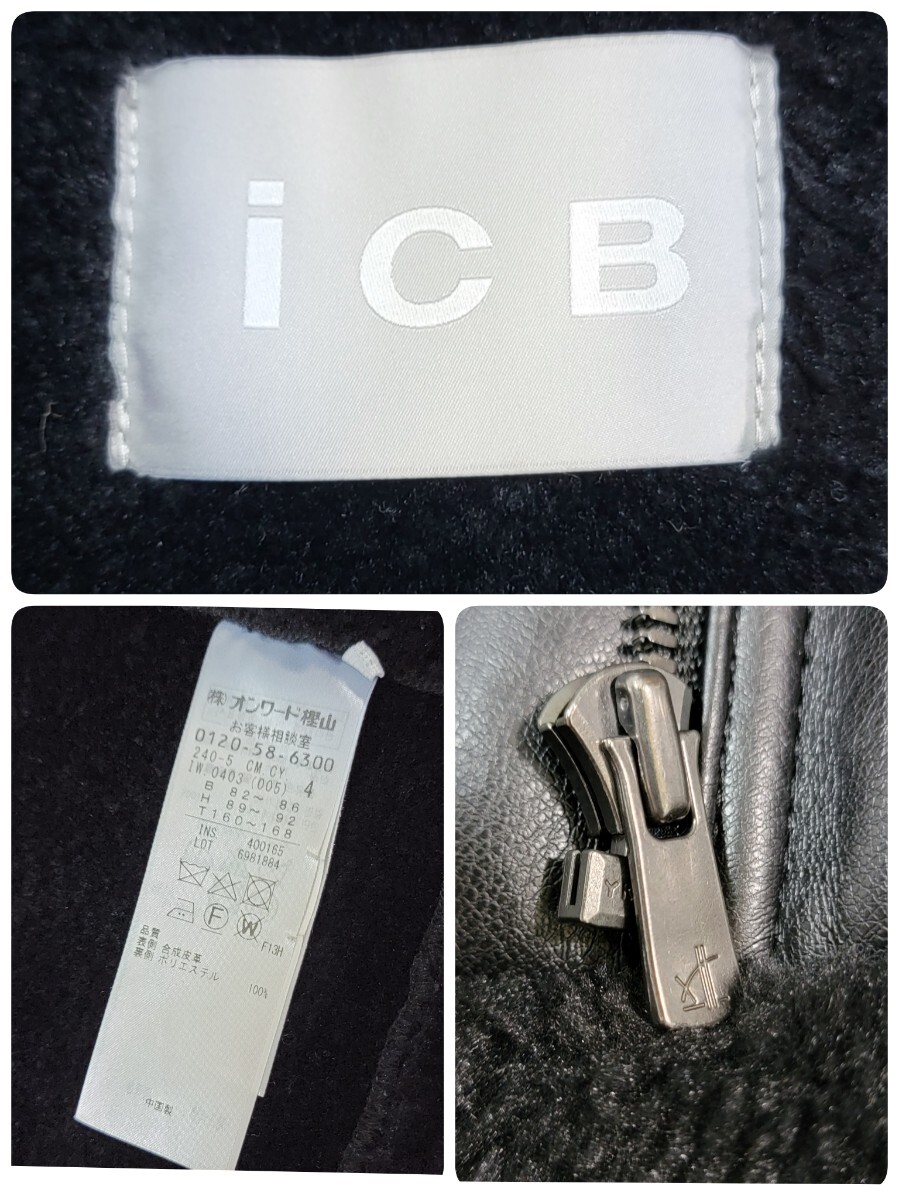 iCB
(株)オンワード樫山
お客様相談室
0120-58-6300
240-5 CM CY
IW 0403 (005) 4
B 82~ 86
H 89~ 92
T160~168
INS 400165
LOT 6981884
F W F13H
品質
表側 合成皮革
裏側 ポリエステル 100%
中国製
Y